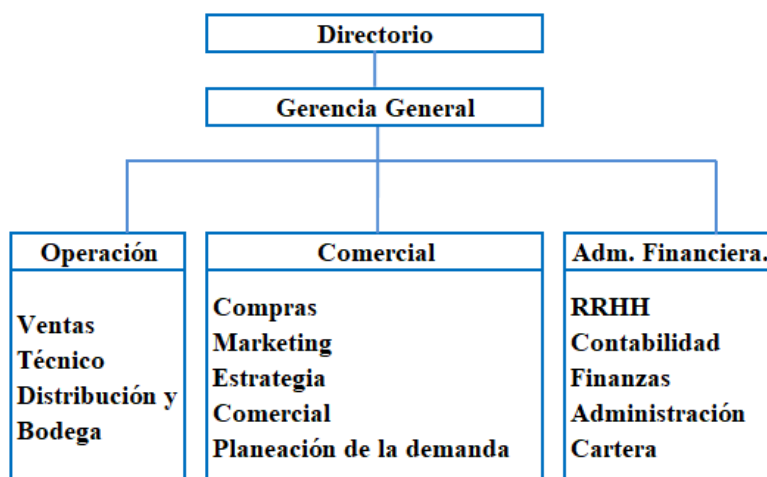 Directorio
Gerencia General
Operación
Ventas
Técnico
Distribución y
Bodega
Comercial
Compras
Marketing
Estrategia
Comercial
Planeación de la demanda
Adm. Financiera.
RRHH
Contabilidad
Finanzas
Administración
Cartera